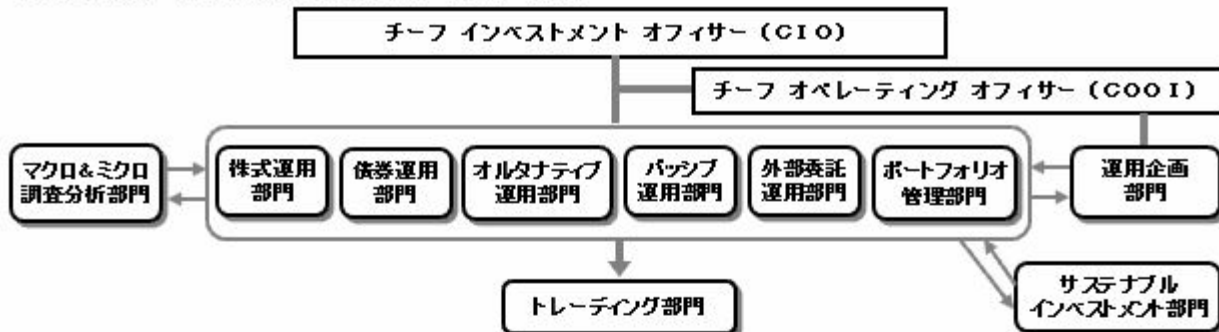 チーフ インベストメント オフィサー（ＣＩＯ）
チーフ オペレーティング オフィサー（ＣＯＯＩ）
マクロ&ミクロ
調査分析部門
株式運用
部門
債券運用
部門
オルタナティブ
運用部門
パッシブ
運用部門
外部委託
運用部門
ポートフォリオ
管理部門
運用企画
部門
トレーディング部門
サステナブル
インベストメント部門